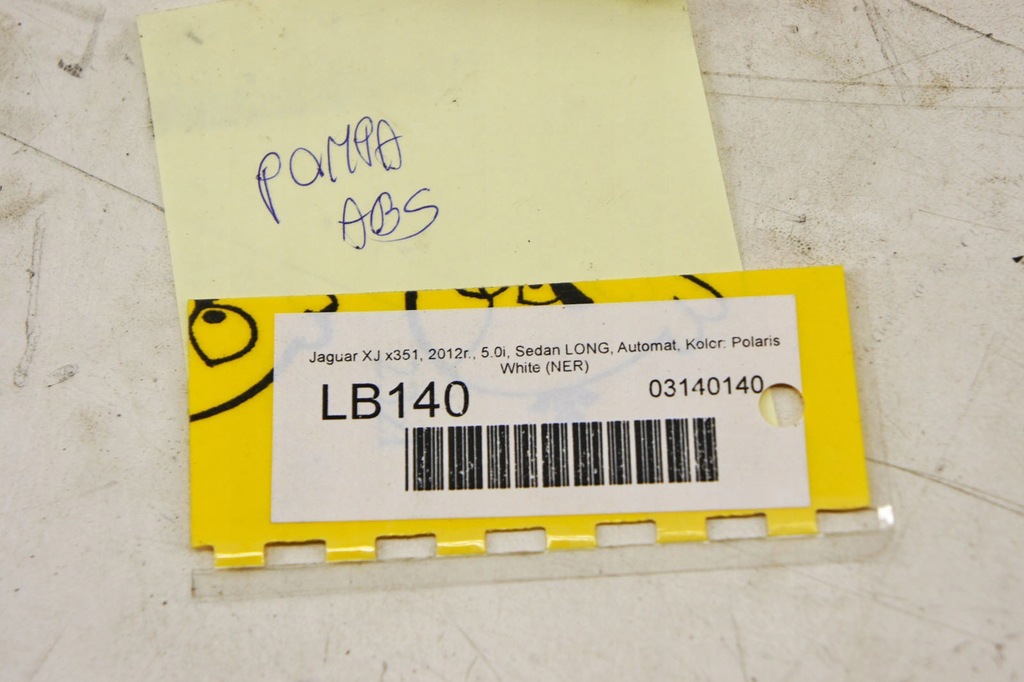 POMPA
ABS
Jaguar XJ x351, 2012r., 5.0i, Sedan LONG, Automat, Kolor: Polaris
White (NER)
LB140
03140140